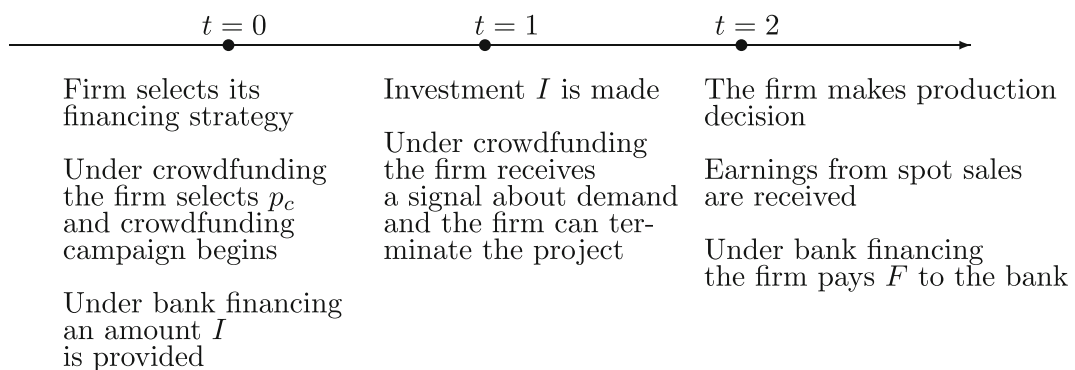 t = 0
t = 1
t = 2
Firm selects its
financing strategy
Under crowdfunding
the firm selects p_c
and crowdfunding
campaign begins
Under bank financing
an amount I
is provided
Investment I is made
Under crowdfunding
the firm receives
a signal about demand
and the firm can ter-
minate the project
The firm makes production
decision
Earnings from spot sales
are received
Under bank financing
the firm pays F to the bank